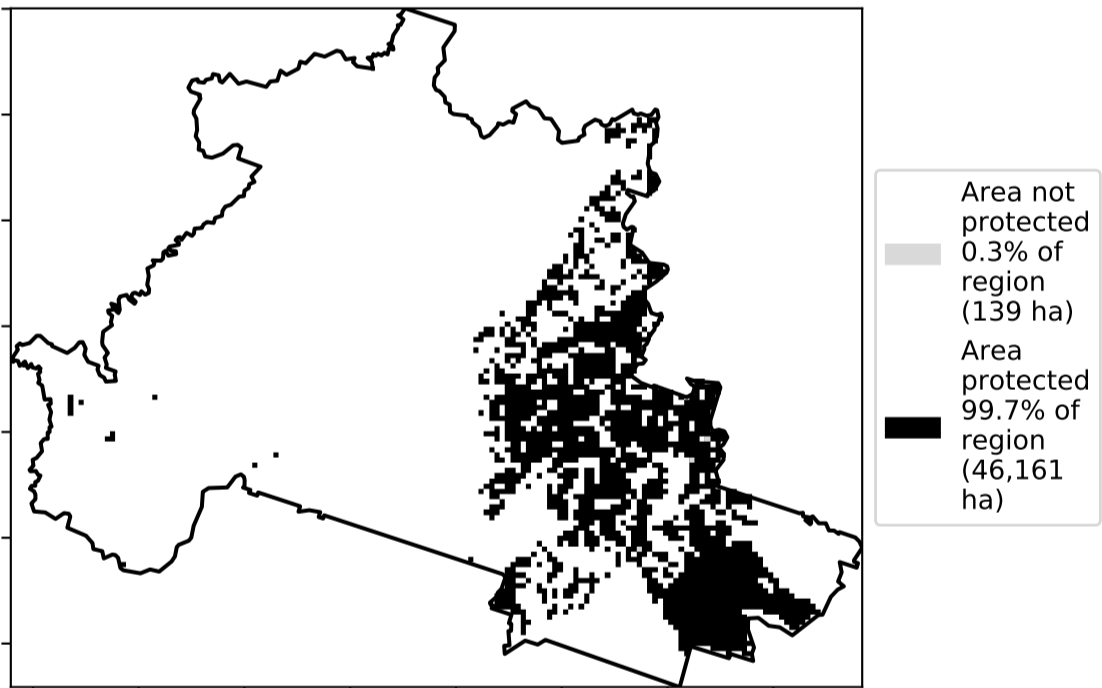 Area not
protected
0.3% of
region
(139 ha)
Area
protected
99.7% of
region
(46,161
ha)